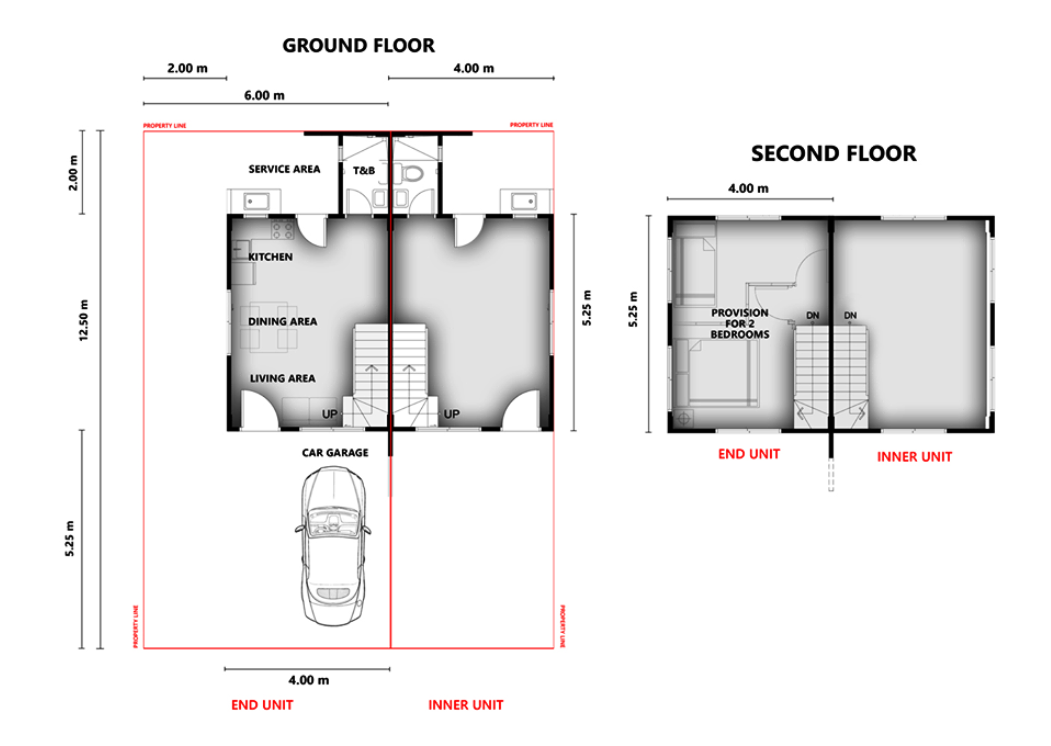 GROUND FLOOR
2.00 m
4.00 m
6.00 m
PROPERTY LINE
PROPERTY LINE
2.00 m
SERVICE AREA
T&B
KITCHEN
12.50 m
DINING AREA
5.25 m
LIVING AREA
UP
UP
CAR GARAGE
5.25 m
PROPERTY LINE
PROPERTY LINE
4.00 m
END UNIT
INNER UNIT
SECOND FLOOR
4.00 m
5.25 m
PROVISION
FOR 2
BEDROOMS
DN
DN
END UNIT
INNER UNIT